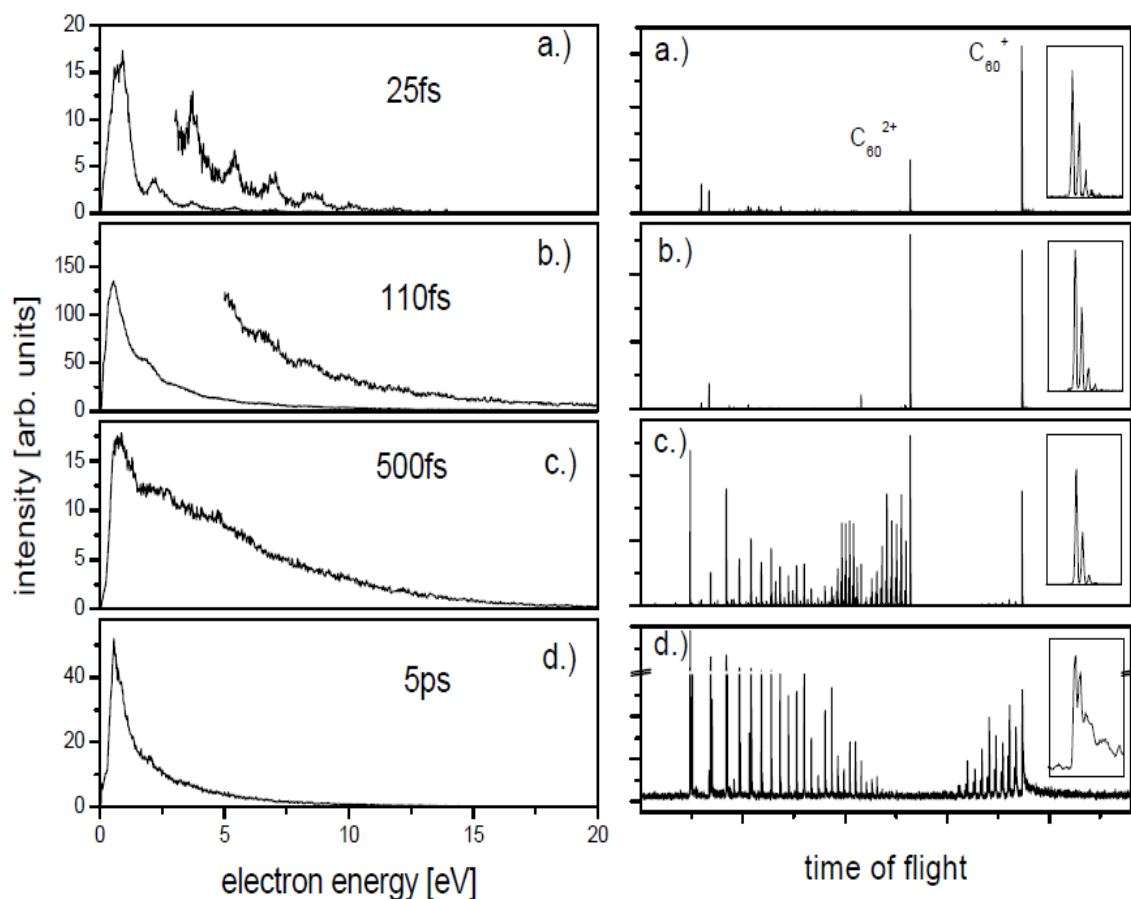 intensity [arb. units]
20
15
10
5
0
a.)
25fs
150
100
50
0
b.)
110fs
15
10
5
0
c.)
500fs
40
20
0
d.)
5ps
0
5
10
15
20
electron energy [eV]
a.)
C60+
C602+
b.)
c.)
d.)
time of flight